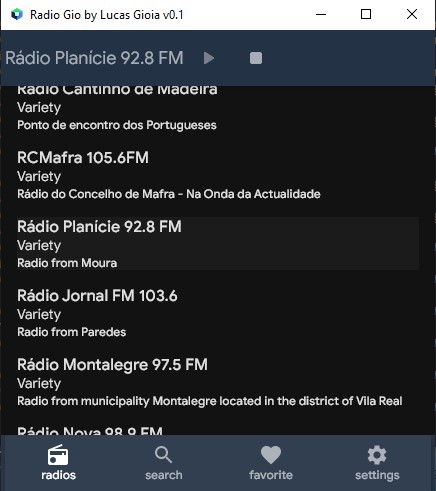 Radio Gio by Lucas Gioia v0.1
Rádio Planície 92.8 FM
Rádio Cantinho de Madeira
Variety
Ponto de encontro dos Portugueses
RCMafra 105.6FM
Variety
Rádio do Concelho de Mafra - Na Onda da Actualidade
Rádio Planície 92.8 FM
Variety
Radio from Moura
Rádio Jornal FM 103.6
Variety
Radio from Paredes
Rádio Montalegre 97.5 FM
Variety
Radio from municipality Montalegre located in the district of Vila Real
Rádio Nova 98.9 FM
radios
search
favorite
settings